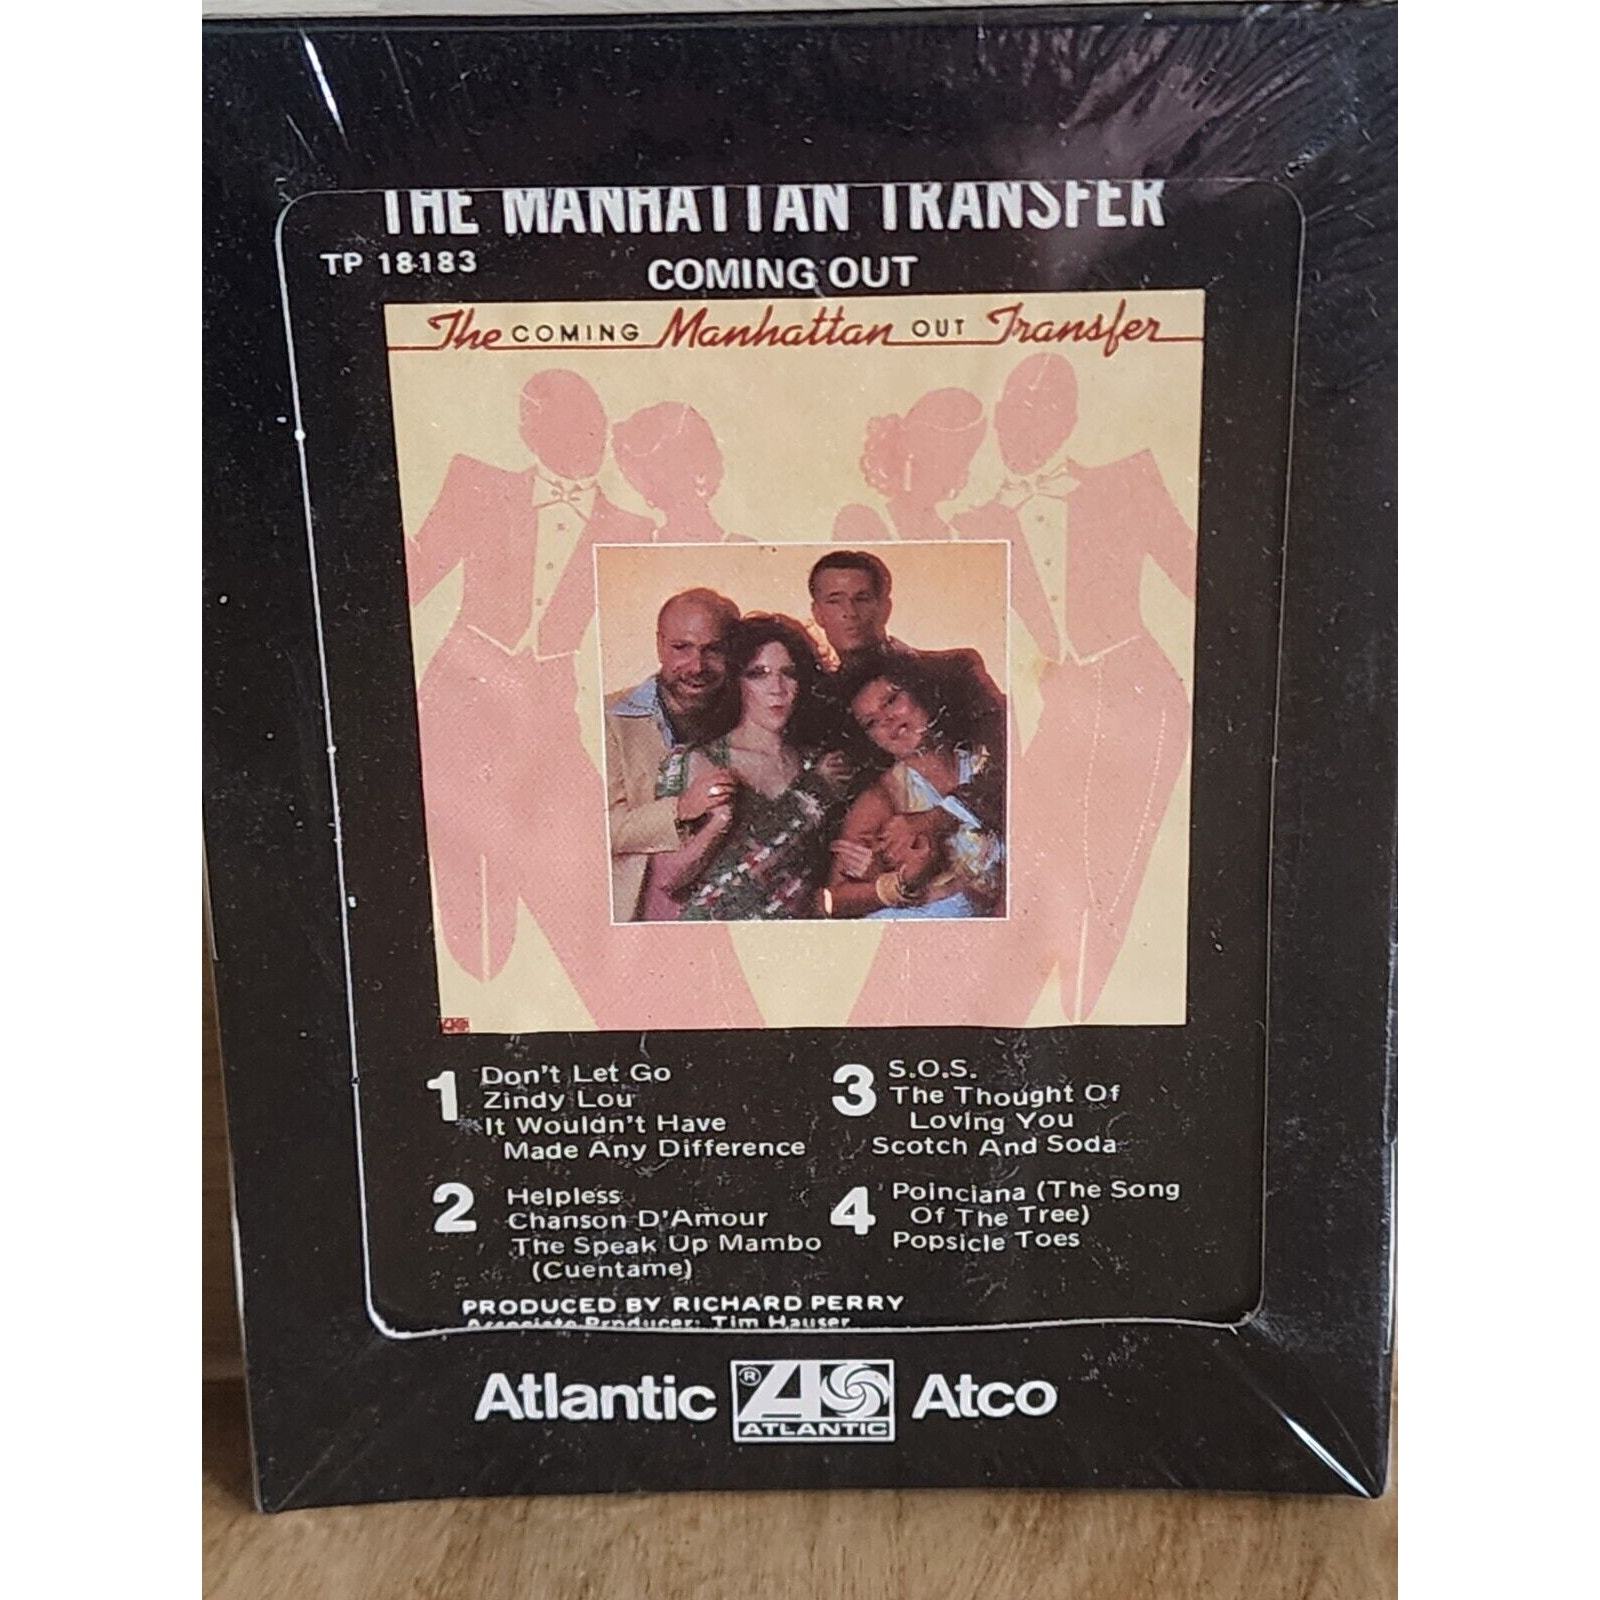 THE MANHATTAN TRANSFER
TP 18183
COMING OUT
The COMING Manhattan OUT Transfer
1 Don't Let Go
Zindy Lou
It Wouldn't Have
Made Any Difference
2 Helpless
Chanson D'Amour
The Speak Up Mambo
(Cuentame)
3 S.O.S.
The Thought Of
Loving You
Scotch And Soda
4 Poinciana (The Song
Of The Tree)
Popsicle Toes
PRODUCED BY RICHARD PERRY
Associate Producer: Tim Hauser
Atlantic ® A ATLANTIC Atco